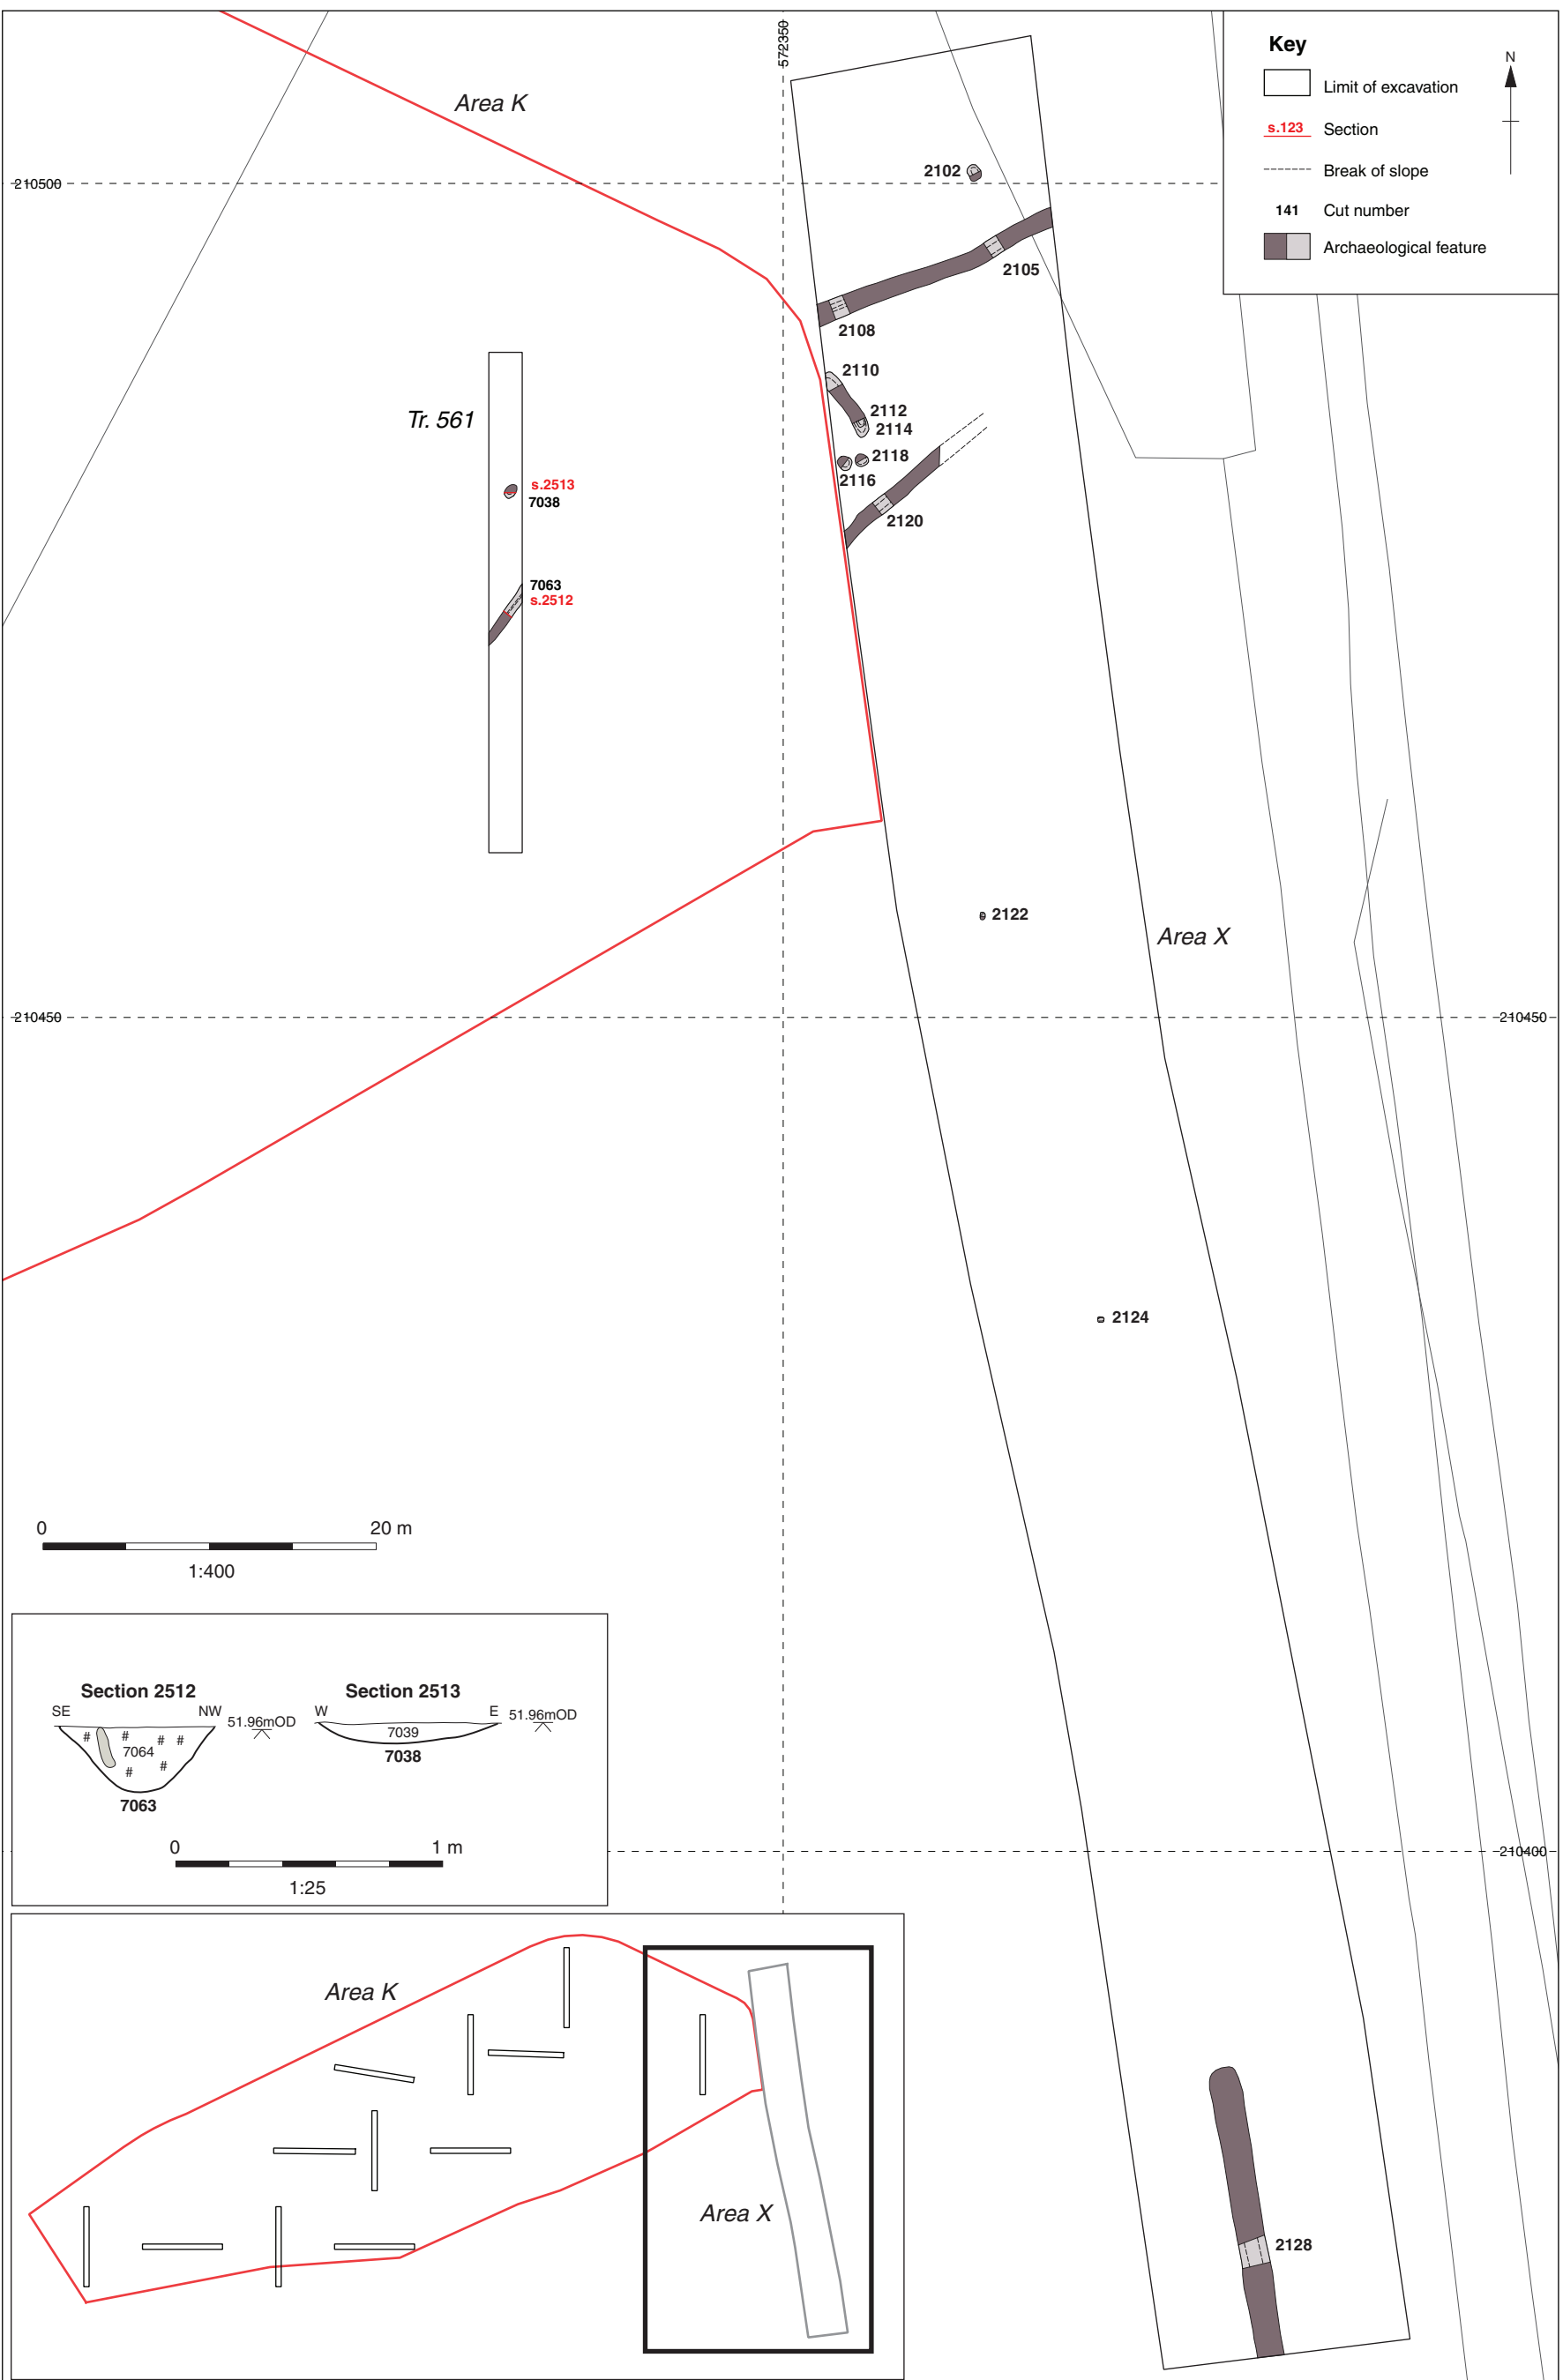 572350
Key
N
Limit of excavation
s.123 Section
Break of slope
141 Cut number
Archaeological feature
Area K
2102
210500
2105
2108
2110
Tr. 561
2112
2114
2118
2116
s.2513
7038
2120
7063
s.2512
2122
Area X
210450
210450
2124
0 20 m
1:400
Section 2512 Section 2513
SE NW 51.96mOD W E 51.96mOD
# # # #
7064
# #
7063
7039
7038
0 1 m
1:25
210400
Area K
Area X
2128